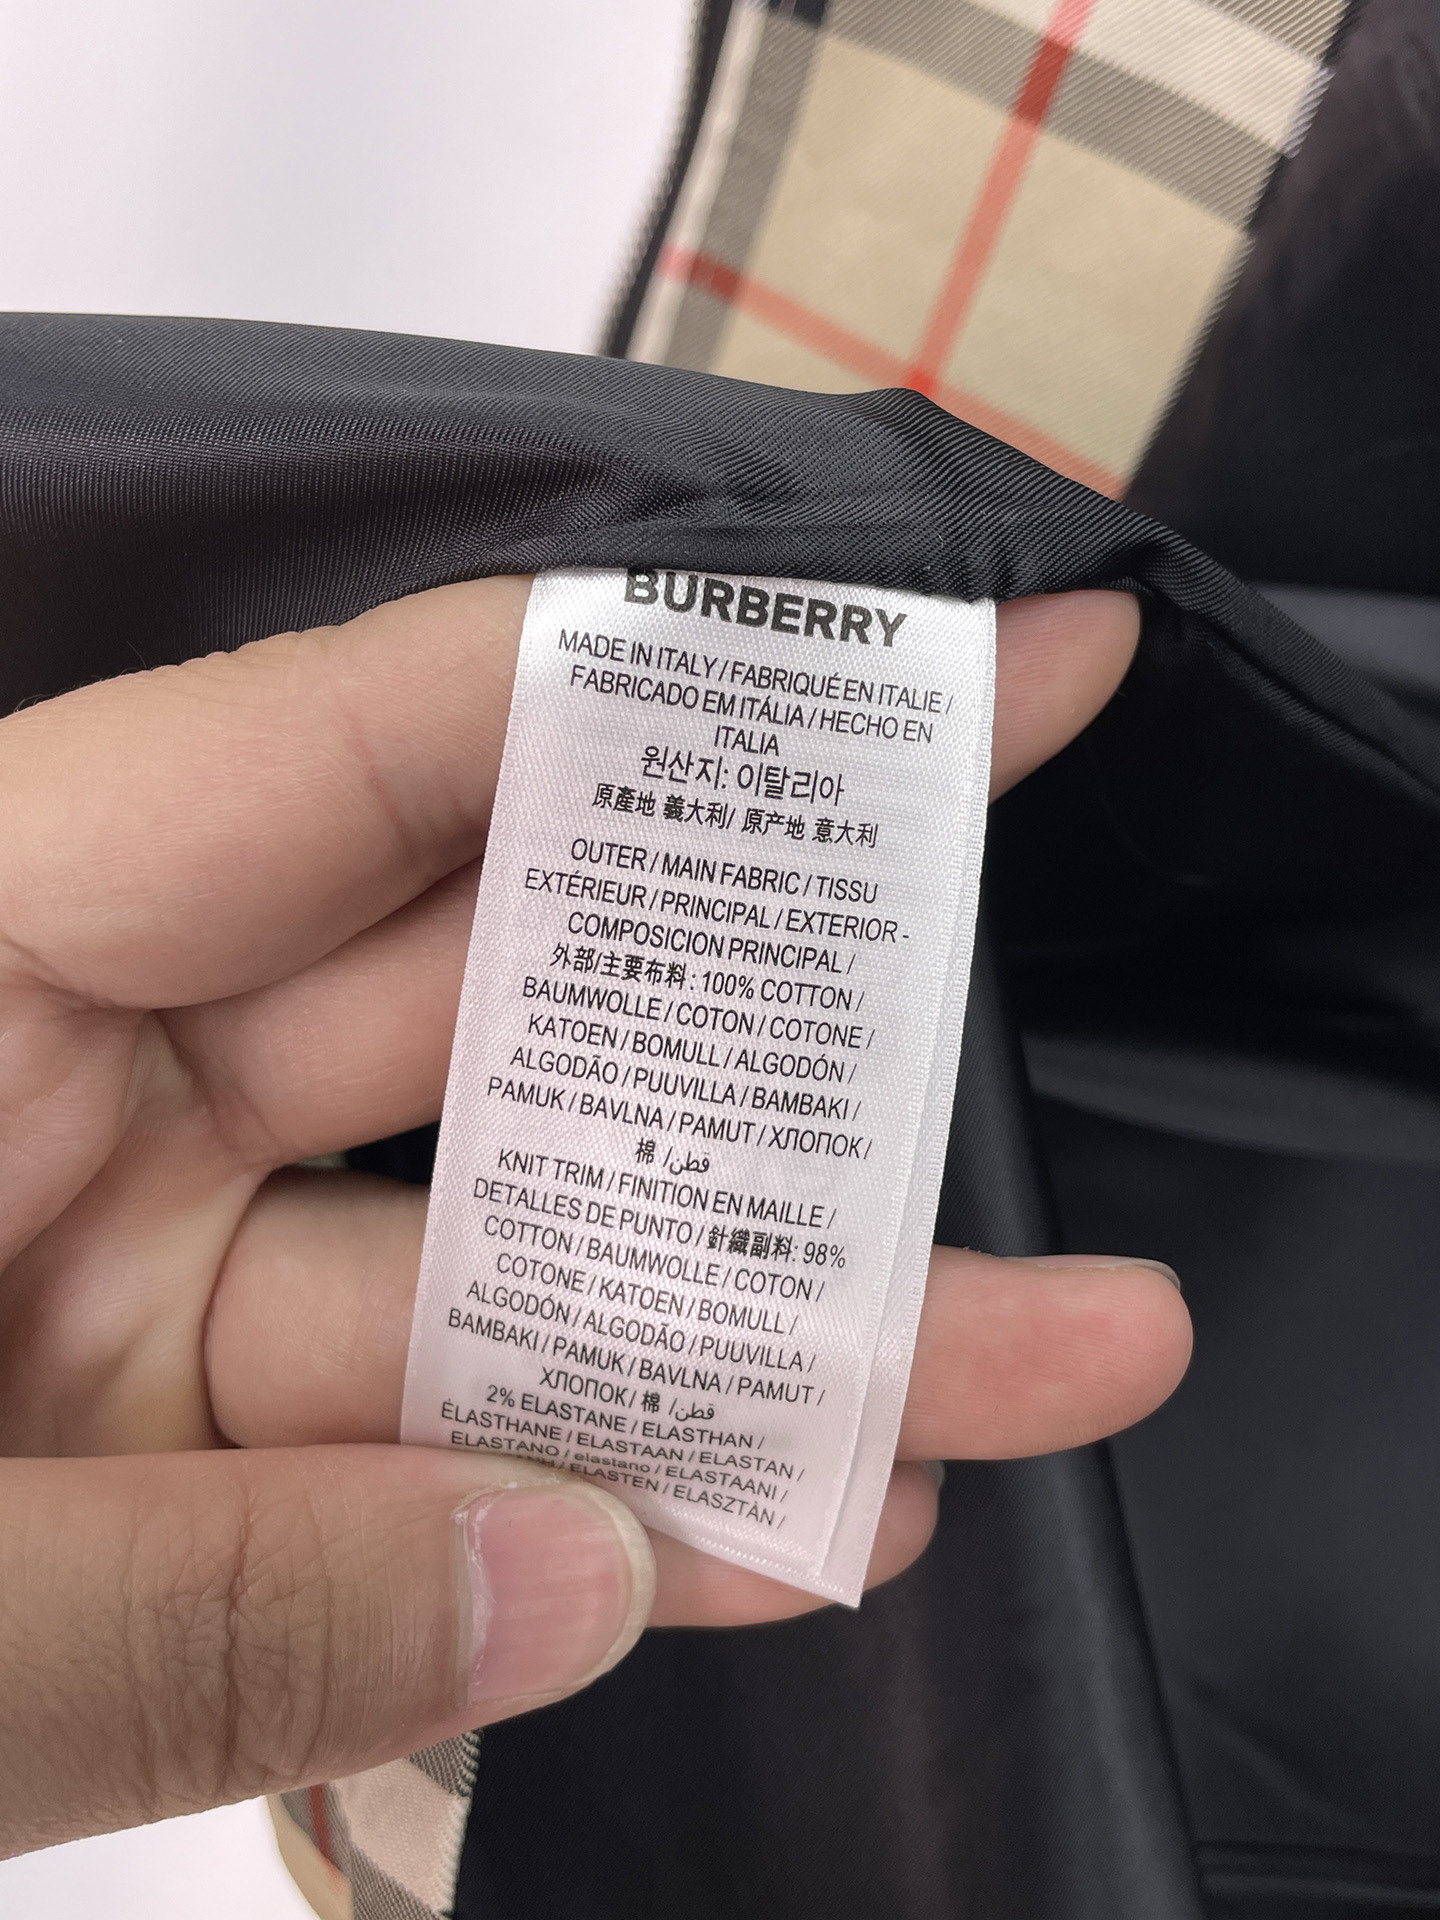 BURBERRY
MADE IN ITALY / FABRIQUÉ EN ITALIE /
FABRICADO EM ITÁLIA / HECHO EN
ITALIA
원산지: 이탈리아
原產地 義大利/ 原产地 意大利
OUTER / MAIN FABRIC / TISSU
EXTÉRIEUR / PRINCIPAL / EXTERIOR -
COMPOSICION PRINCIPAL /
外部/主要布料 : 100% COTTON /
BAUMWOLLE / COTON / COTONE /
KATOEN / BOMULL / ALGODÓN /
ALGODÃO / PUUVILLA / BAMBAKI /
PAMUK / BAVLNA / PAMUT / ХЛОПОК /
棉 / قطن
KNIT TRIM / FINITION EN MAILLE /
DETALLES DE PUNTO / 針織副料: 98%
COTTON / BAUMWOLLE / COTON /
COTONE / KATOEN / BOMULL /
ALGODÓN / ALGODÃO / PUUVILLA /
BAMBAKI / PAMUK / BAVLNA / PAMUT /
ХЛОПОК / 棉 / قطن
2% ELASTANE / ELASTHAN /
ÉLASTHANE / ELASTAAN / ELASTAN /
ELASTANO / elastano / ELASTAANI /
/ ELASTEN / ELASZTÀN /